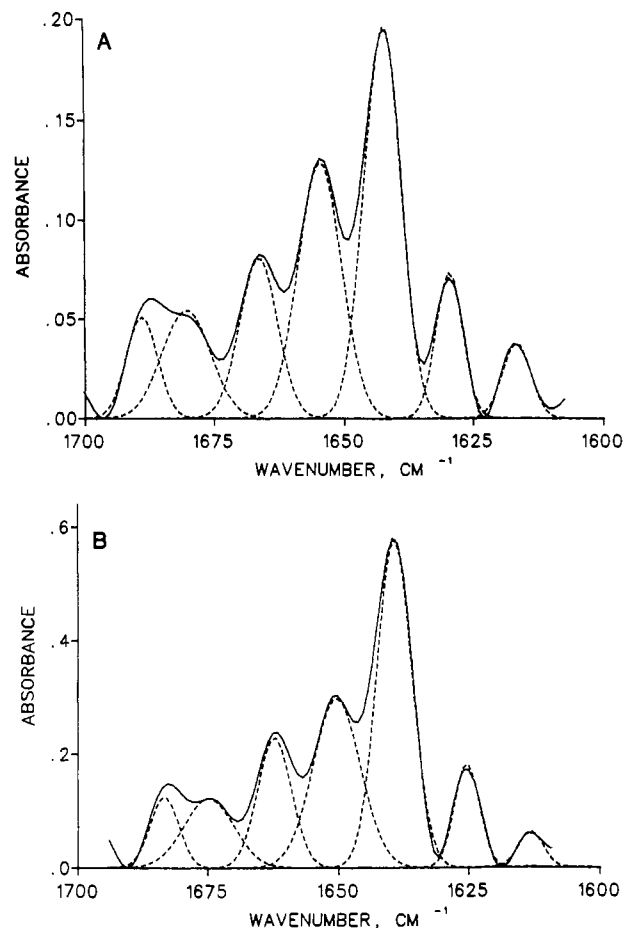 A
.20
.15
.10
.05
.00
ABSORBANCE
1700 1675 1650 1625 1600
WAVENUMBER, CM -1
B
.6
.4
.2
.0
ABSORBANCE
1700 1675 1650 1625 1600
WAVENUMBER, CM -1